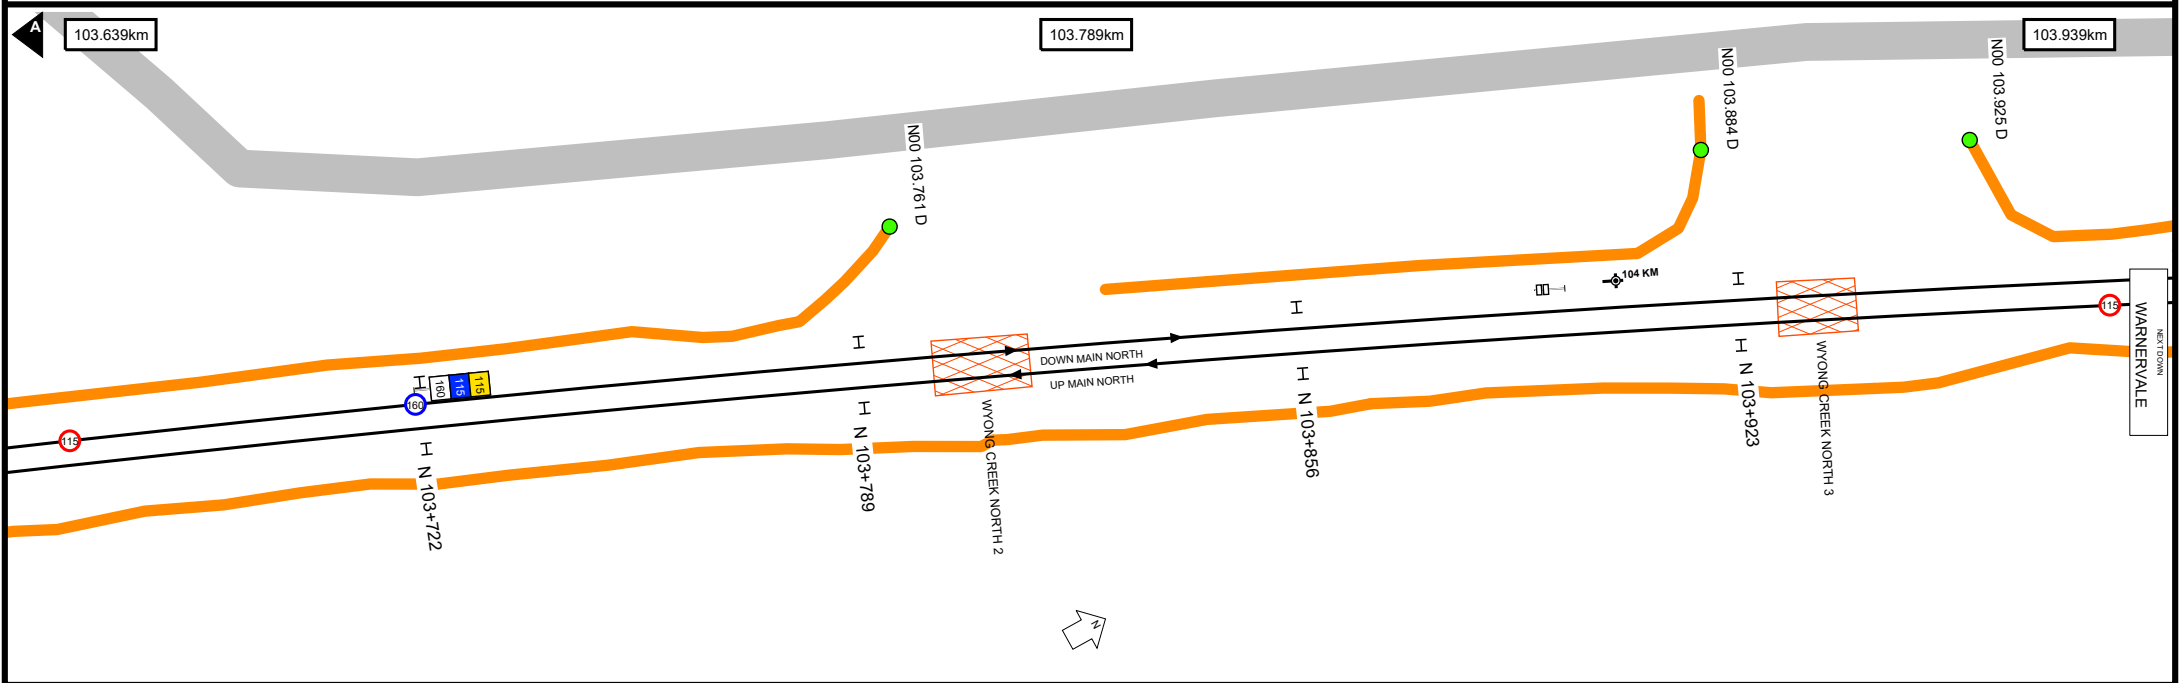 A
103.639km
103.789km
103.939km
N00 103.761 D
N00 103.884 D
N00 103.925 D
104 KM
115
160
160
115
115
DOWN MAIN NORTH
UP MAIN NORTH
115
WARNERVALE
NEXT DOWN
H
H
H
H
H
N 103+722
H
N 103+789
H
N 103+856
H
N 103+923
WYONG CREEK NORTH 2
WYONG CREEK NORTH 3
N